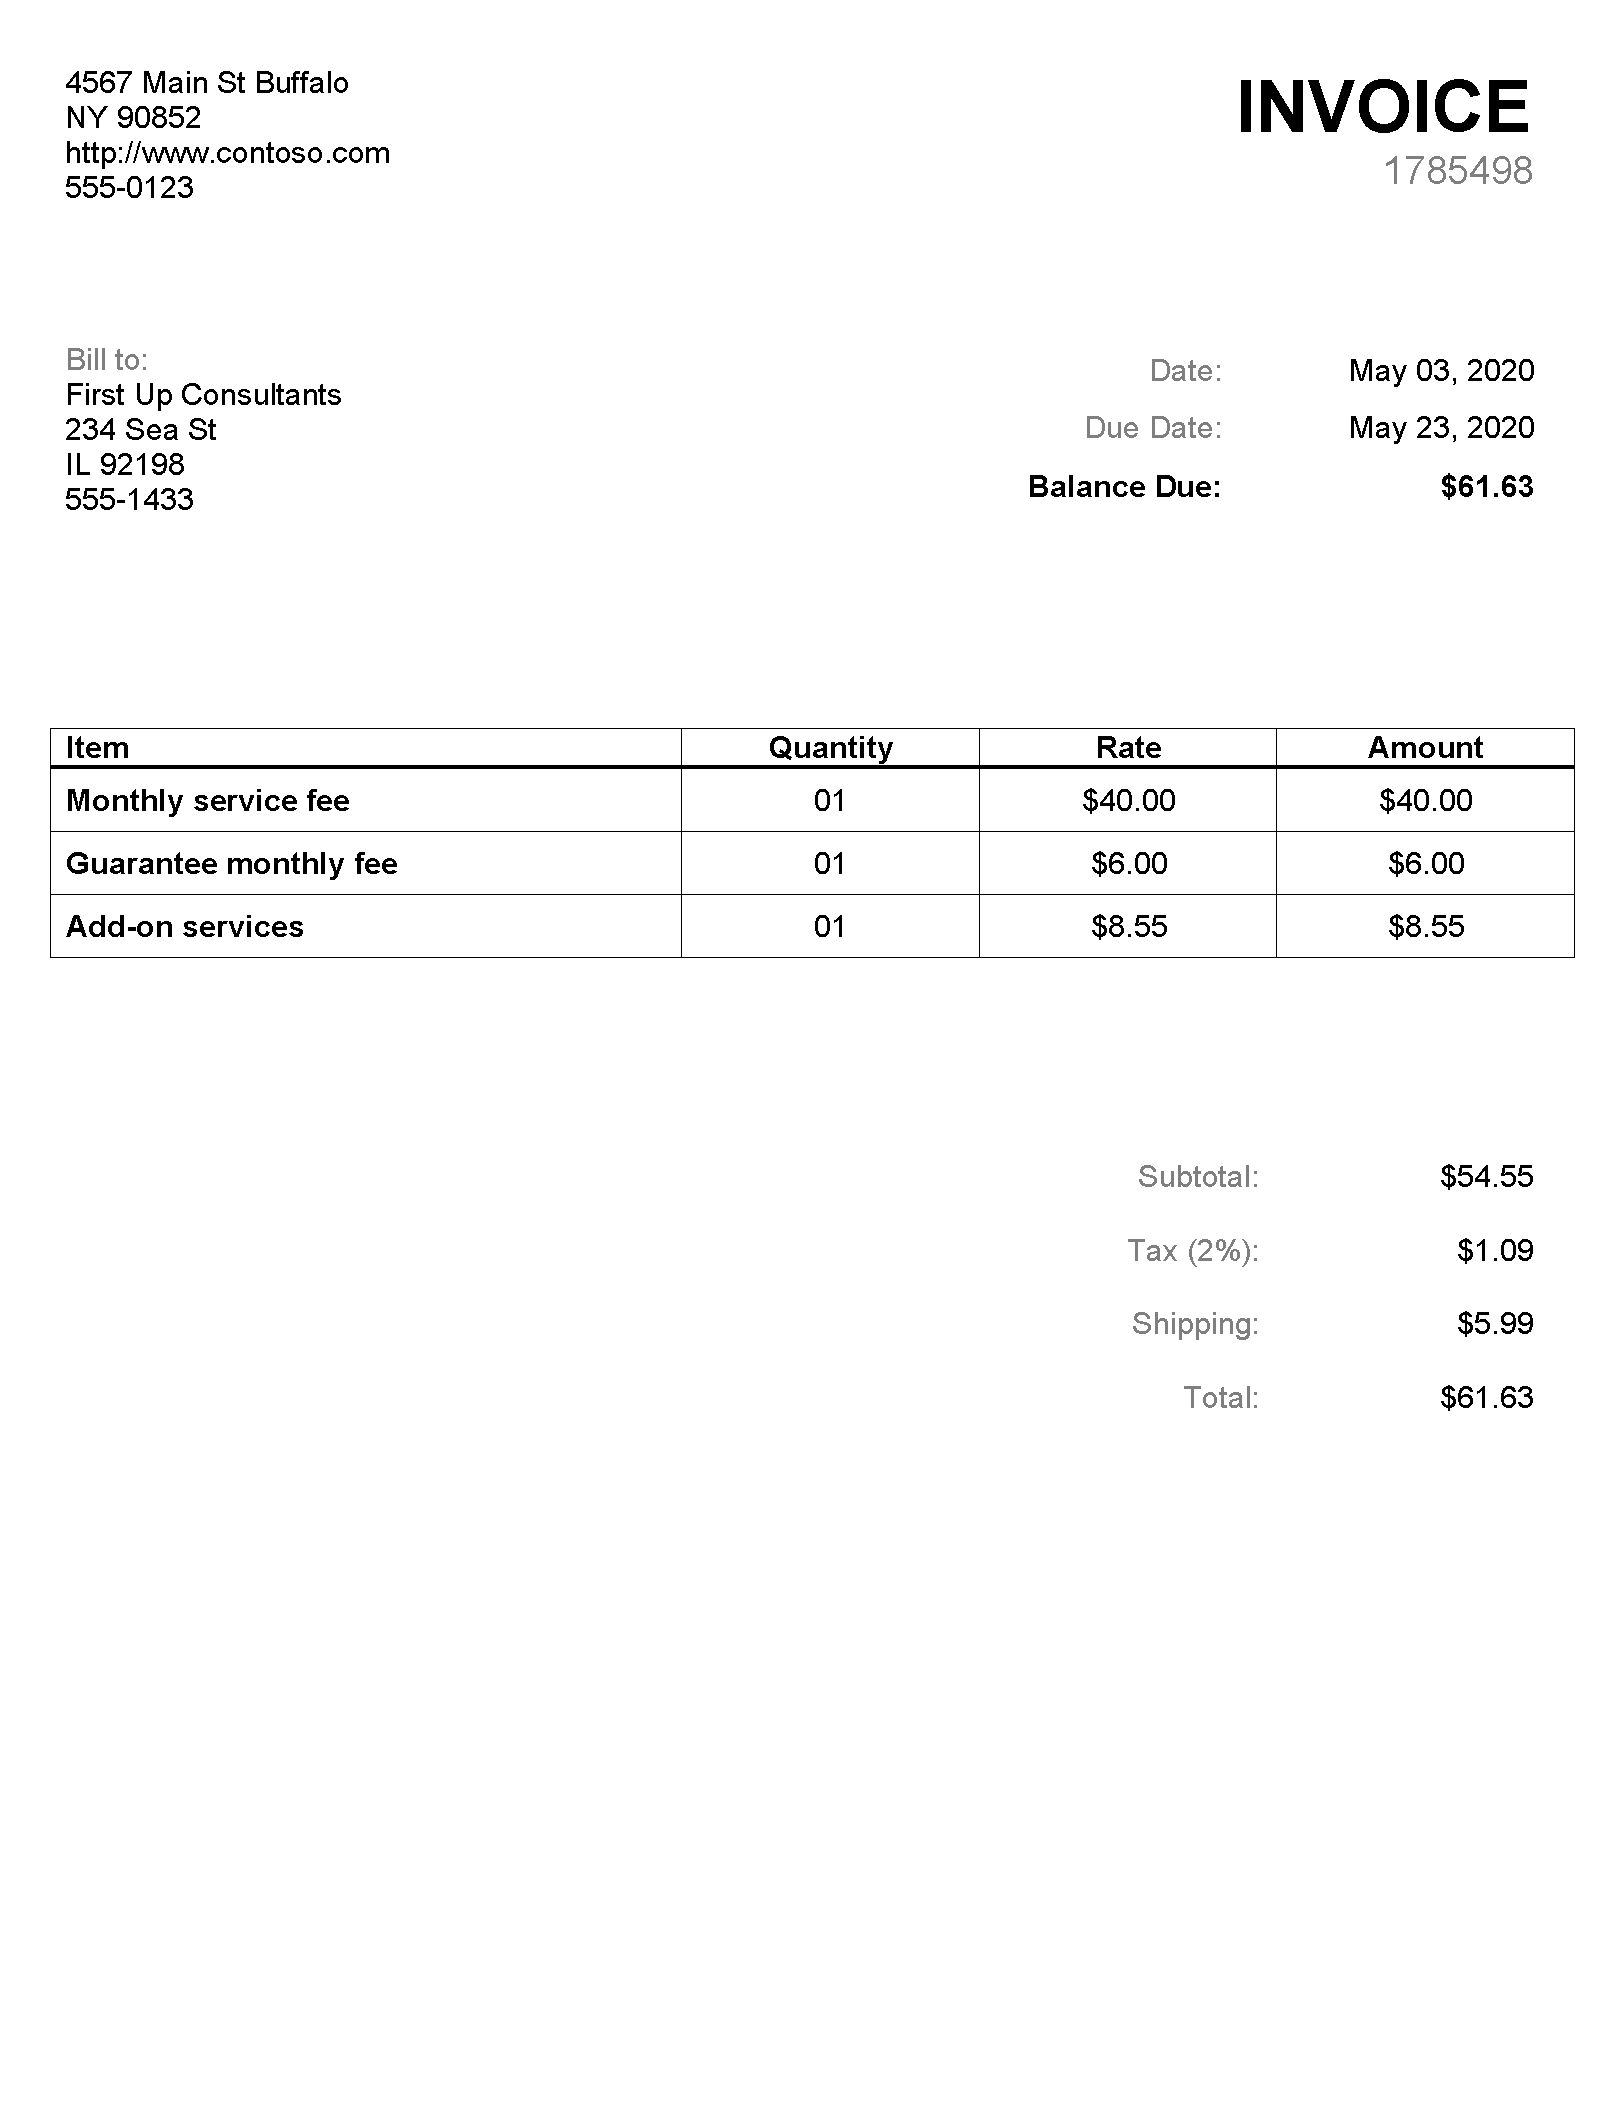 4567 Main St Buffalo
NY 90852
http://www.contoso.com
555-0123
INVOICE
1785498
Bill to:
First Up Consultants
234 Sea St
IL 92198
555-1433
Date: May 03, 2020
Due Date: May 23, 2020
Balance Due: $61.63
Item Quantity Rate Amount
Monthly service fee 01 $40.00 $40.00
Guarantee monthly fee 01 $6.00 $6.00
Add-on services 01 $8.55 $8.55
Subtotal: $54.55
Tax (2%): $1.09
Shipping: $5.99
Total: $61.63